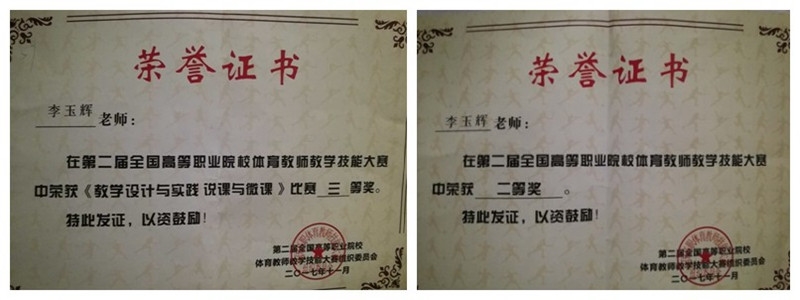 荣誉证书
李玉辉 老师：
在第二届全国高等职业院校体育教师教学技能大赛
中荣获《教学设计与实践 说课与微课》比赛 三 等奖。
特此发证，以资鼓励！
第二届全国高等职业院校
体育教师教学技能大赛组织委员会
二〇一七年十一月
荣誉证书
李玉辉 老师：
在第二届全国高等职业院校体育教师教学技能大赛
中荣获 二等奖 。
特此发证，以资鼓励！
第二届全国高等职业院校
体育教师教学技能大赛组织委员会
二〇一七年十一月